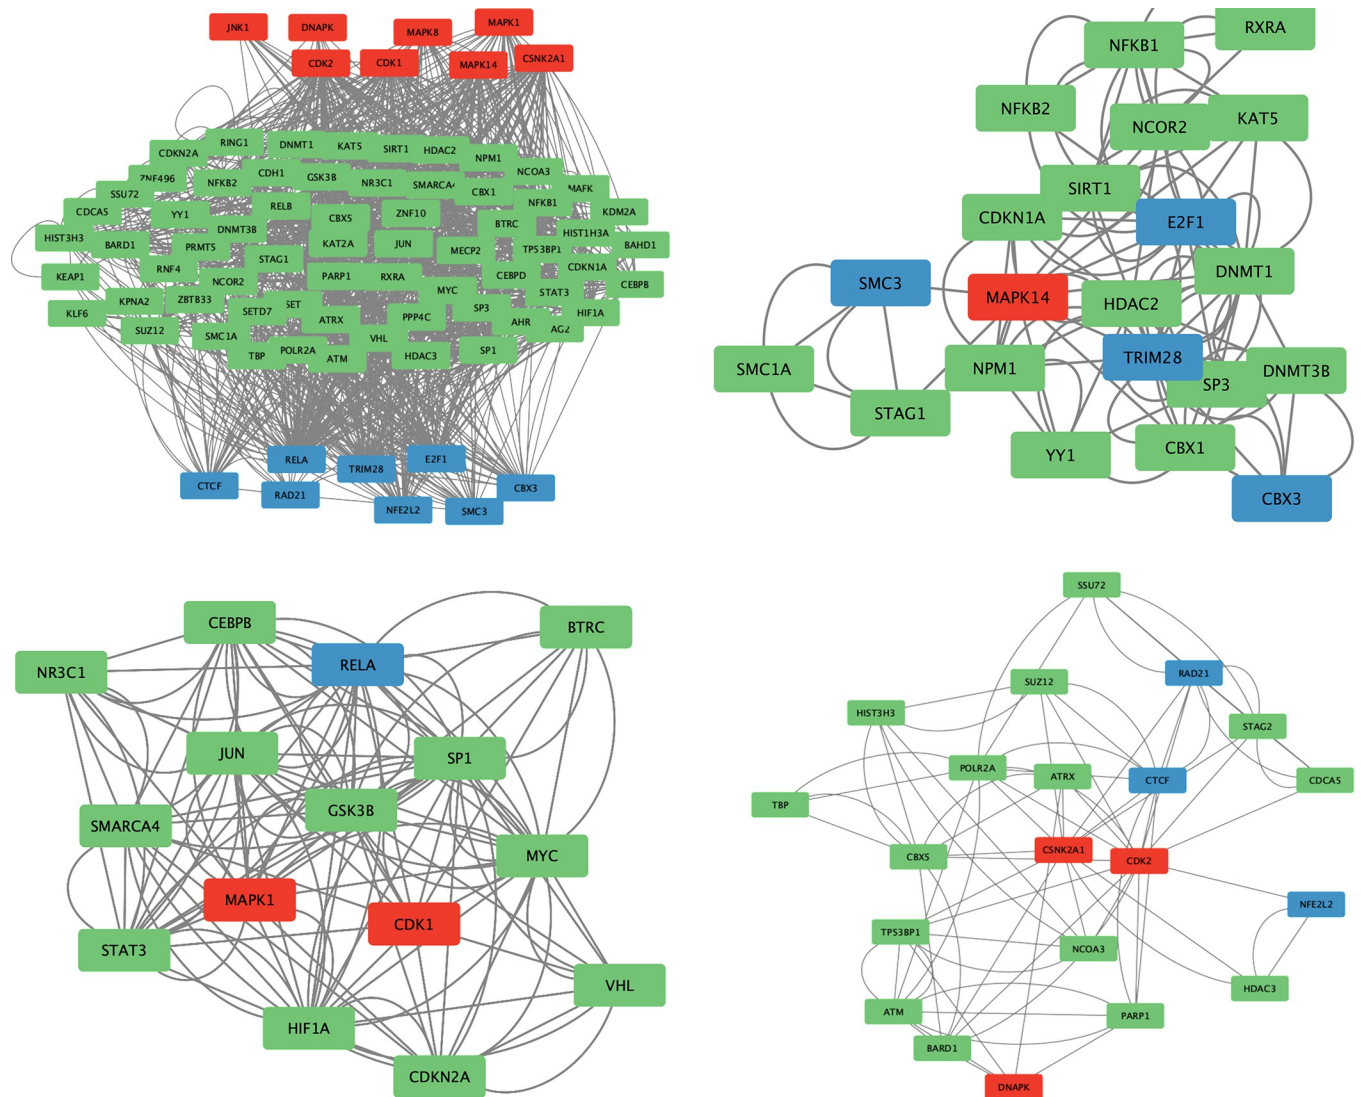 JNK1
DNAPK
MAPK8
MAPK1
CDK2
CDK1
MAPK14
CSNK2A1
CDKN2A
RING1
DNMT1
KAT5
SIRT1
HDAC2
NPM1
NCOA3
ZNF496
NFKB2
CDH1
GSK3B
NR3C1
SMARCA4
CBX1
NFKB1
MAFK
SSU72
CDCA5
YY1
RELB
CBX5
ZNF10
BTRC
KDM2A
HIST3H3
BARD1
PRMT5
DNMT3B
KAT2A
JUN
MECP2
TP53BP1
HIST1H3A
BAHD1
KEAP1
RNF4
NCOR2
STAG1
PARP1
RXRA
CEBPD
CDKN1A
CEBPB
KLF6
KPNA2
ZBTB33
SET
MYC
STAT3
HIF1A
SUZ12
SMC1A
SETD7
ATRX
PPP4C
SP3
AHR
AG2
TBP
POLR2A
ATM
VHL
HDAC3
SP1
CTCF
RELA
RAD21
TRIM28
E2F1
NFE2L2
SMC3
CBX3
RXRA
NFKB1
NFKB2
NCOR2
KAT5
SIRT1
CDKN1A
E2F1
SMC3
MAPK14
HDAC2
DNMT1
SMC1A
NPM1
TRIM28
SP3
DNMT3B
STAG1
YY1
CBX1
CBX3
CEBPB
BTRC
NR3C1
RELA
JUN
SP1
SMARCA4
GSK3B
MYC
MAPK1
CDK1
STAT3
VHL
HIF1A
CDKN2A
SSU72
RAD21
SUZ12
HIST3H3
STAG2
POLR2A
ATRX
CTCF
CDCA5
TBP
CBX5
CSNK2A1
CDK2
NFE2L2
TP53BP1
NCOA3
HDAC3
ATM
PARP1
BARD1
DNAPK